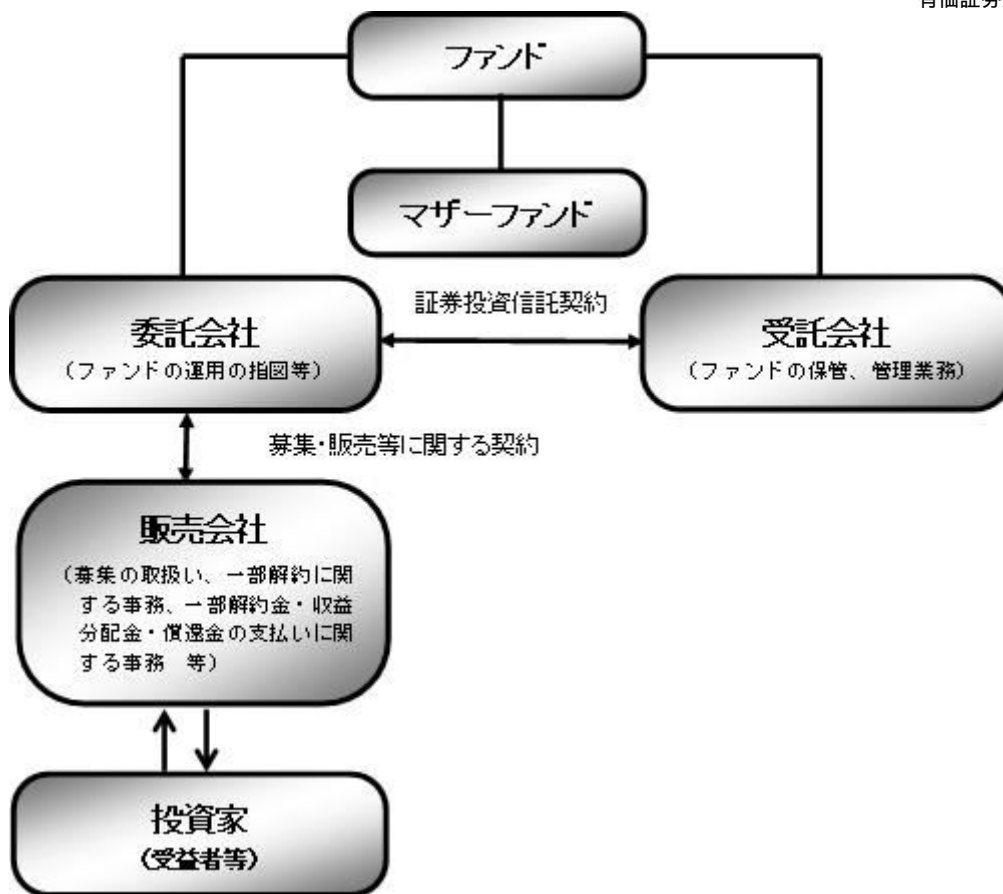 ファンド
マザーファンド
証券投資信託契約
委託会社
（ファンドの運用の指図等）
受託会社
（ファンドの保管、管理業務）
募集・販売等に関する契約
販売会社
（募集の取扱い、一部解約に関
する事務、一部解約金・収益
分配金・償還金の支払いに関
する事務　等）
投資家
（受益者等）